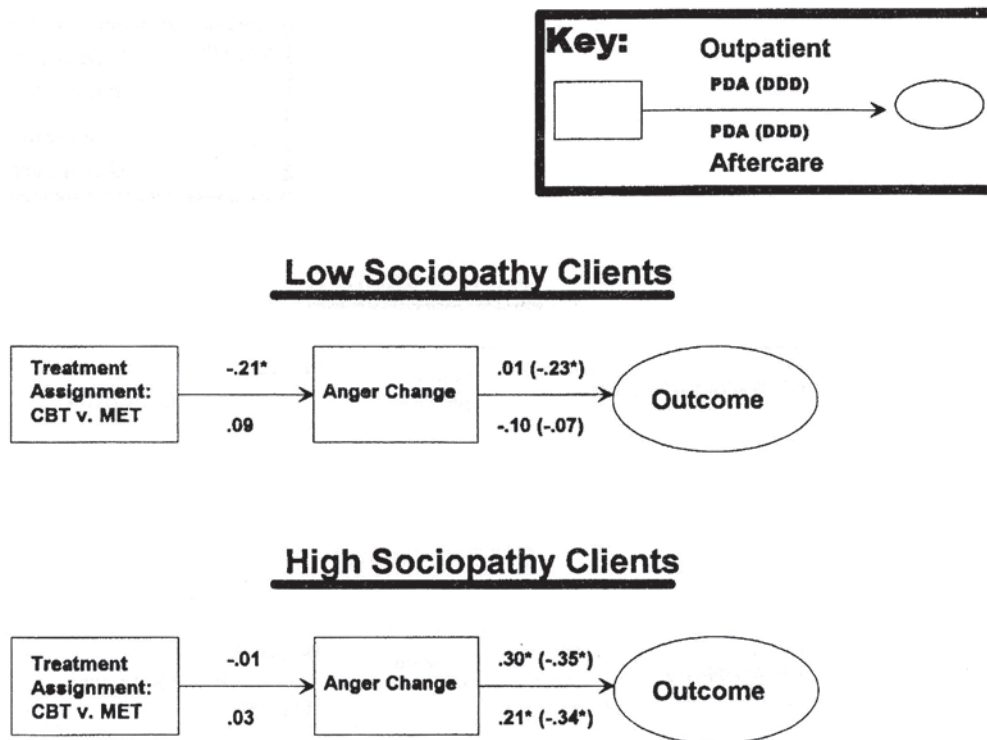 Key:
Outpatient
PDA (DDD)
PDA (DDD)
Aftercare
Low Sociopathy Clients
Treatment
Assignment:
CBT v. MET
-.21*
.09
Anger Change
.01 (-.23*)
-.10 (-.07)
Outcome
High Sociopathy Clients
Treatment
Assignment:
CBT v. MET
-.01
.03
Anger Change
.30* (-.35*)
.21* (-.34*)
Outcome